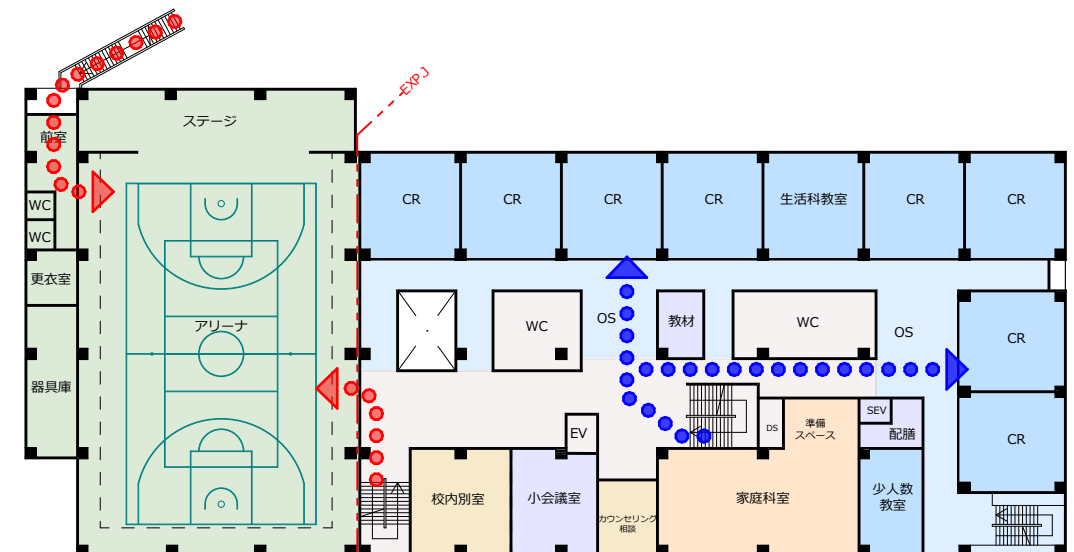 EXPJ
ステージ
前室
WC
WC
更衣室
アリーナ
器具庫
CR
CR
CR
CR
生活科教室
CR
CR
OS
WC
教材
WC
OS
CR
CR
EV
DS
準備
スペース
SEV
配膳
校内別室
小会議室
カウンセリング
相談
家庭科室
少人数
教室